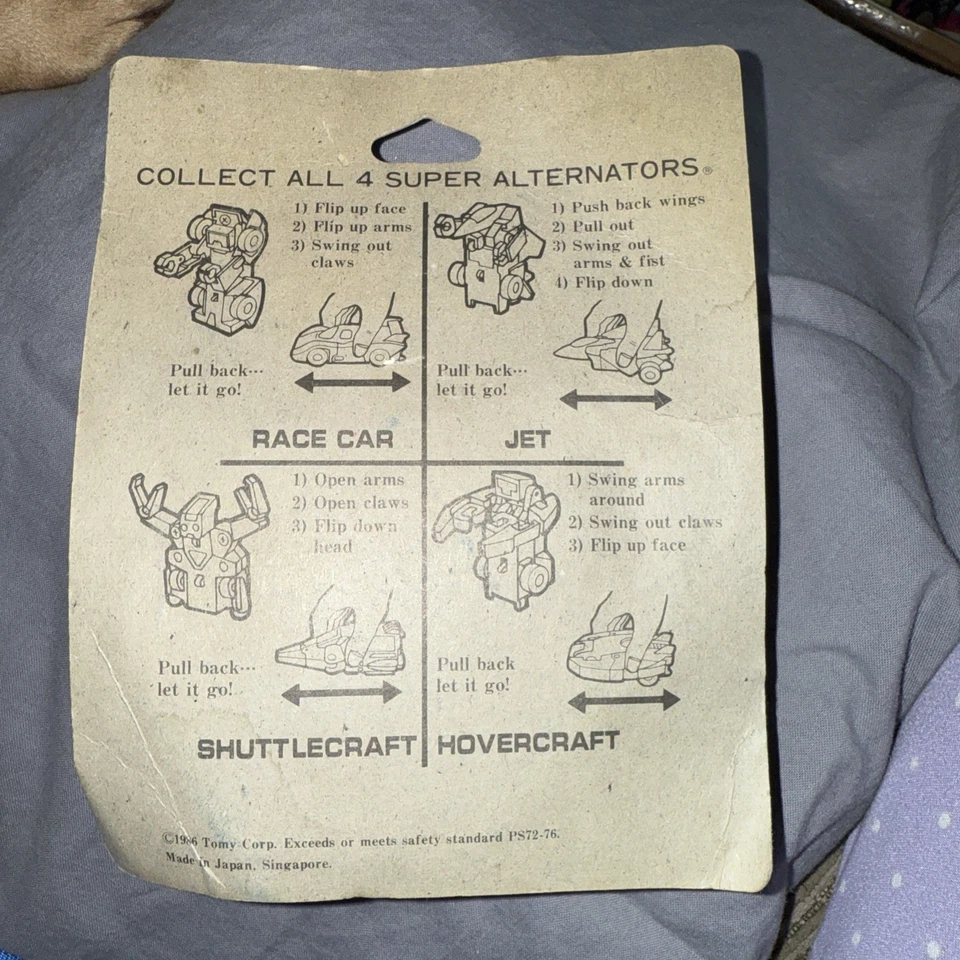 COLLECT ALL 4 SUPER ALTERNATORS®
1) Flip up face
2) Flip up arms
3) Swing out
claws
Pull back...
let it go!
RACE CAR
1) Push back wings
2) Pull out
3) Swing out
arms & fist
4) Flip down
Pull back...
let it go!
JET
1) Open arms
2) Open claws
3) Flip down
head
Pull back...
let it go!
SHUTTLECRAFT
1) Swing arms
around
2) Swing out claws
3) Flip up face
Pull back
let it go!
HOVERCRAFT
©1986 Tomy Corp. Exceeds or meets safety standard PS72-76.
Made in Japan, Singapore.